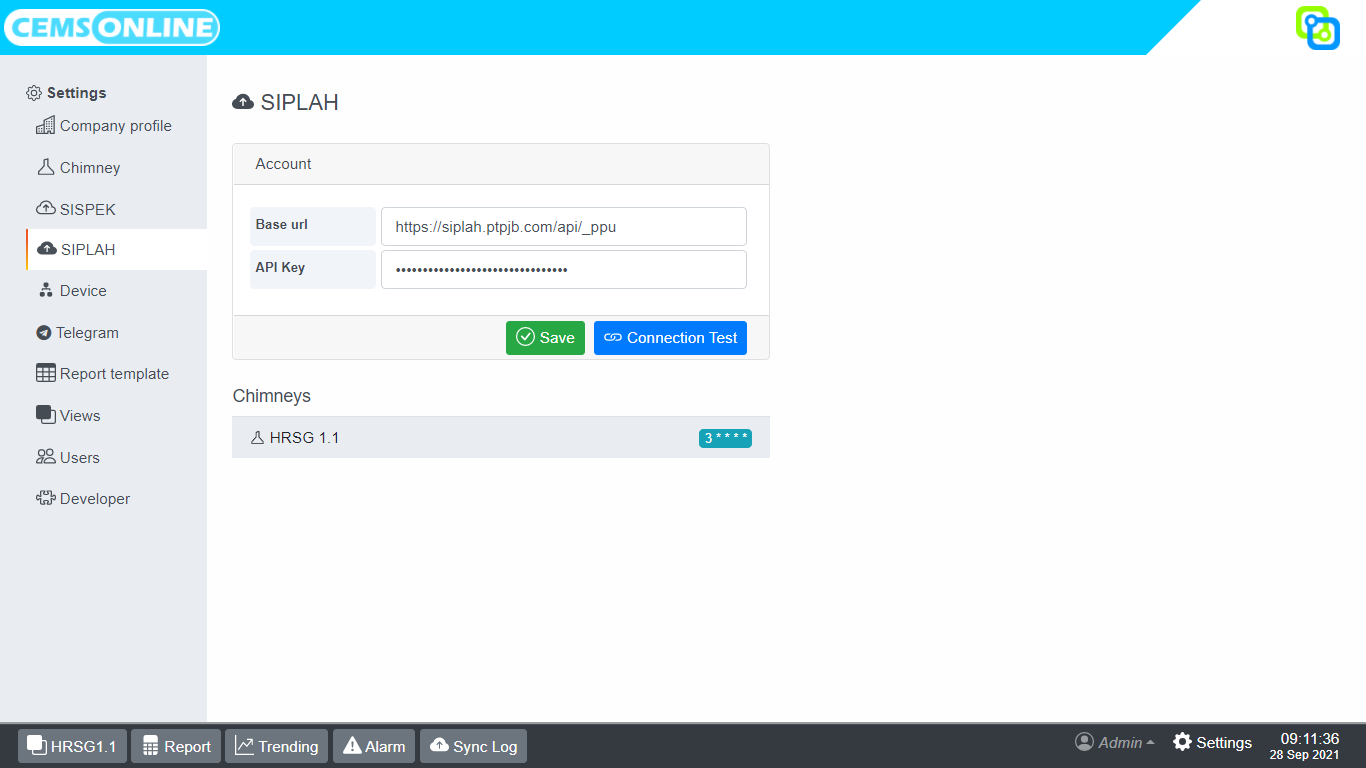 CEMSONLINE
Settings
Company profile
Chimney
SISPEK
SIPLAH
Device
Telegram
Report template
Views
Users
Developer
SIPLAH
Account
Base url
https://siplah.ptpjb.com/api/_ppu
API Key
••••••••••••••••••••••••••••••••
Save
Connection Test
Chimneys
HRSG 1.1
3 * * * *
HRSG1.1
Report
Trending
Alarm
Sync Log
Admin
Settings
09:11:36
28 Sep 2021